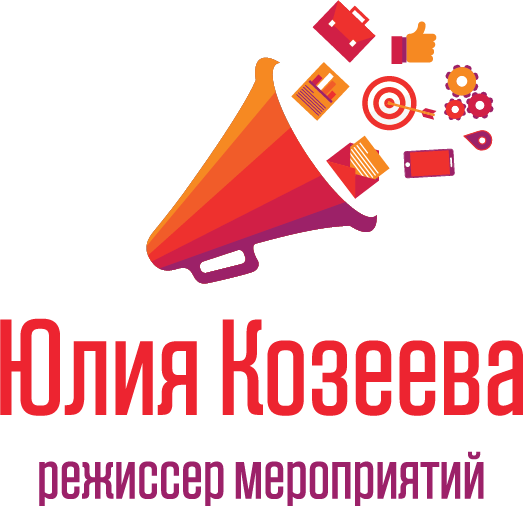 Юлия Козеева
режиссер мероприятий